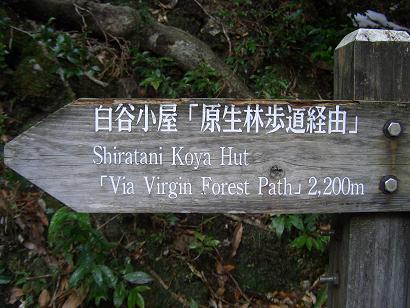 白谷小屋「原生林歩道経由」
Shiratani Koya Hut
「Via Virgin Forest Path」2,200m